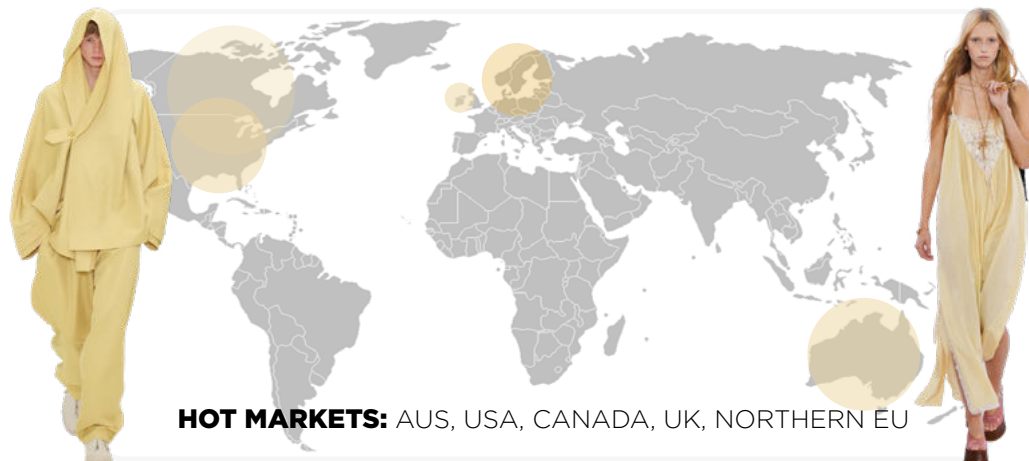 HOT MARKETS: AUS, USA, CANADA, UK, NORTHERN EU